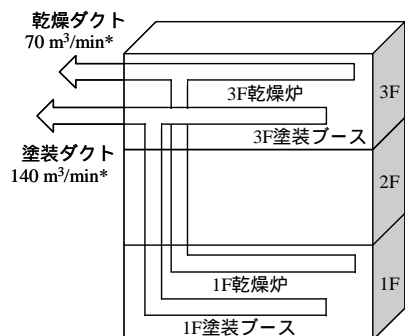 乾燥ダクト
70 m³/min*
3F乾燥炉
3F
3F塗装ブース
塗装ダクト
140 m³/min*
2F
1F乾燥炉
1F
1F塗装ブース